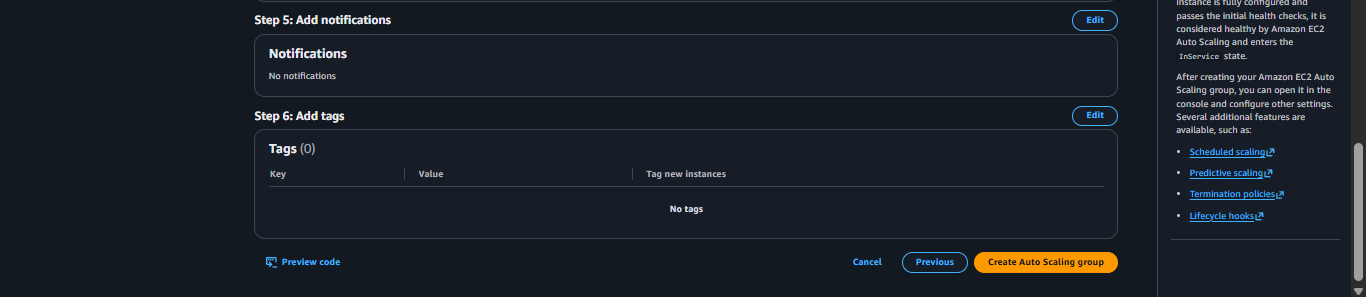 Step 5: Add notifications
Edit
Notifications
No notifications
Step 6: Add tags
Edit
Tags (0)
Key
Value
Tag new instances
No tags
Preview code
Cancel
Previous
Create Auto Scaling group
instance is fully configured and
passes the initial health checks, it is
considered healthy by Amazon EC2
Auto Scaling and enters the
InService state.
After creating your Amazon EC2 Auto
Scaling group, you can open it in the
console and configure other settings.
Several additional features are
available, such as:
• Scheduled scaling
• Predictive scaling
• Termination policies
• Lifecycle hooks